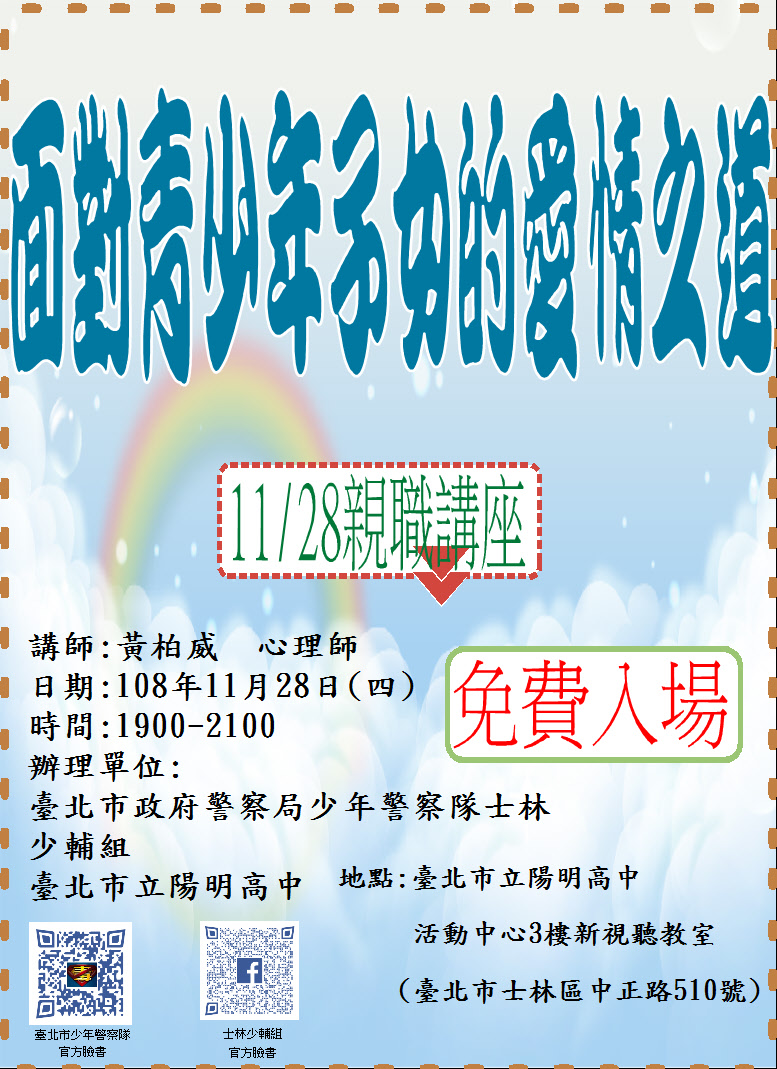 面對青少年子女的愛情之道
11/28親職講座
講師:黃柏威 心理師
日期:108年11月28日(四)
時間:1900-2100
免費入場
辦理單位:
臺北市政府警察局少年警察隊士林
少輔組
臺北市立陽明高中
地點:臺北市立陽明高中
活動中心3樓新視聽教室
(臺北市士林區中正路510號)
臺北市少年警察隊
官方臉書
士林少輔組
官方臉書